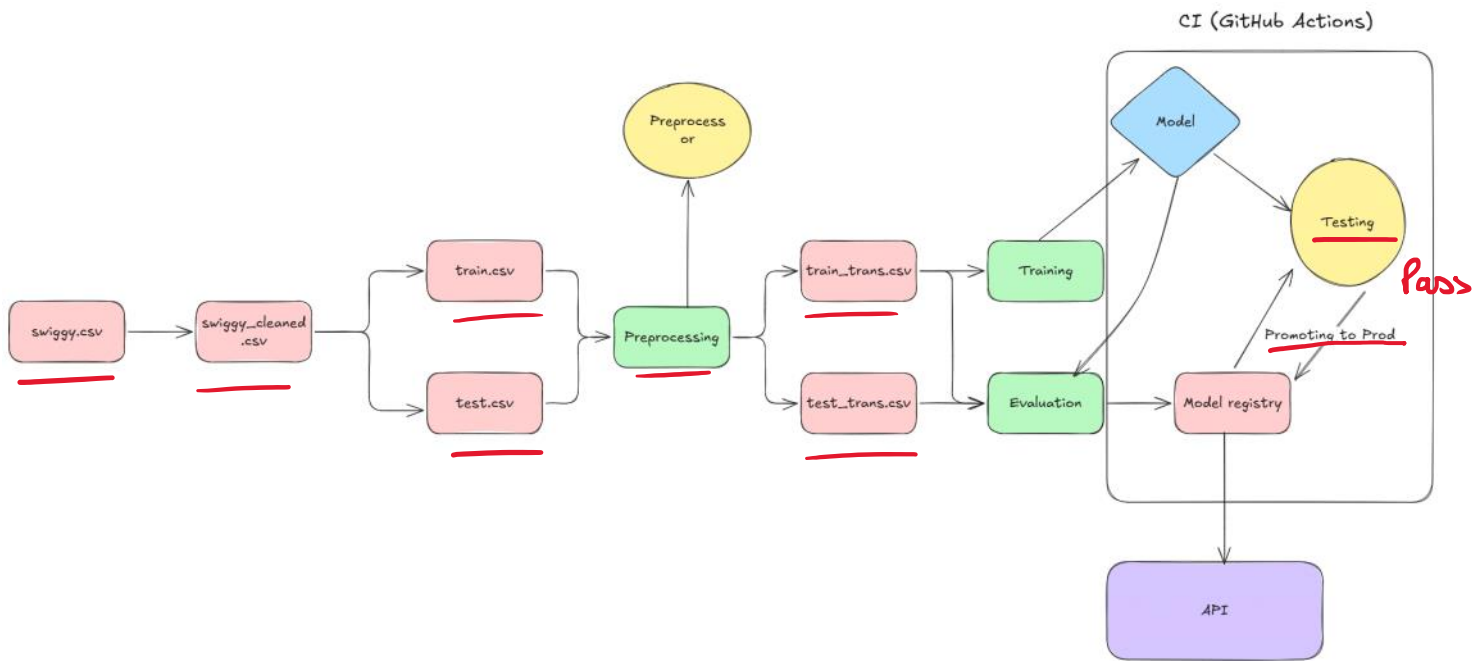 CI (GitHub Actions)
Model
Preprocess
or
Testing
Pass
train.csv
train_trans.csv
Training
swiggy.csv
swiggy_cleaned
.csv
Preprocessing
Promoting to Prod
test.csv
test_trans.csv
Evaluation
Model registry
API